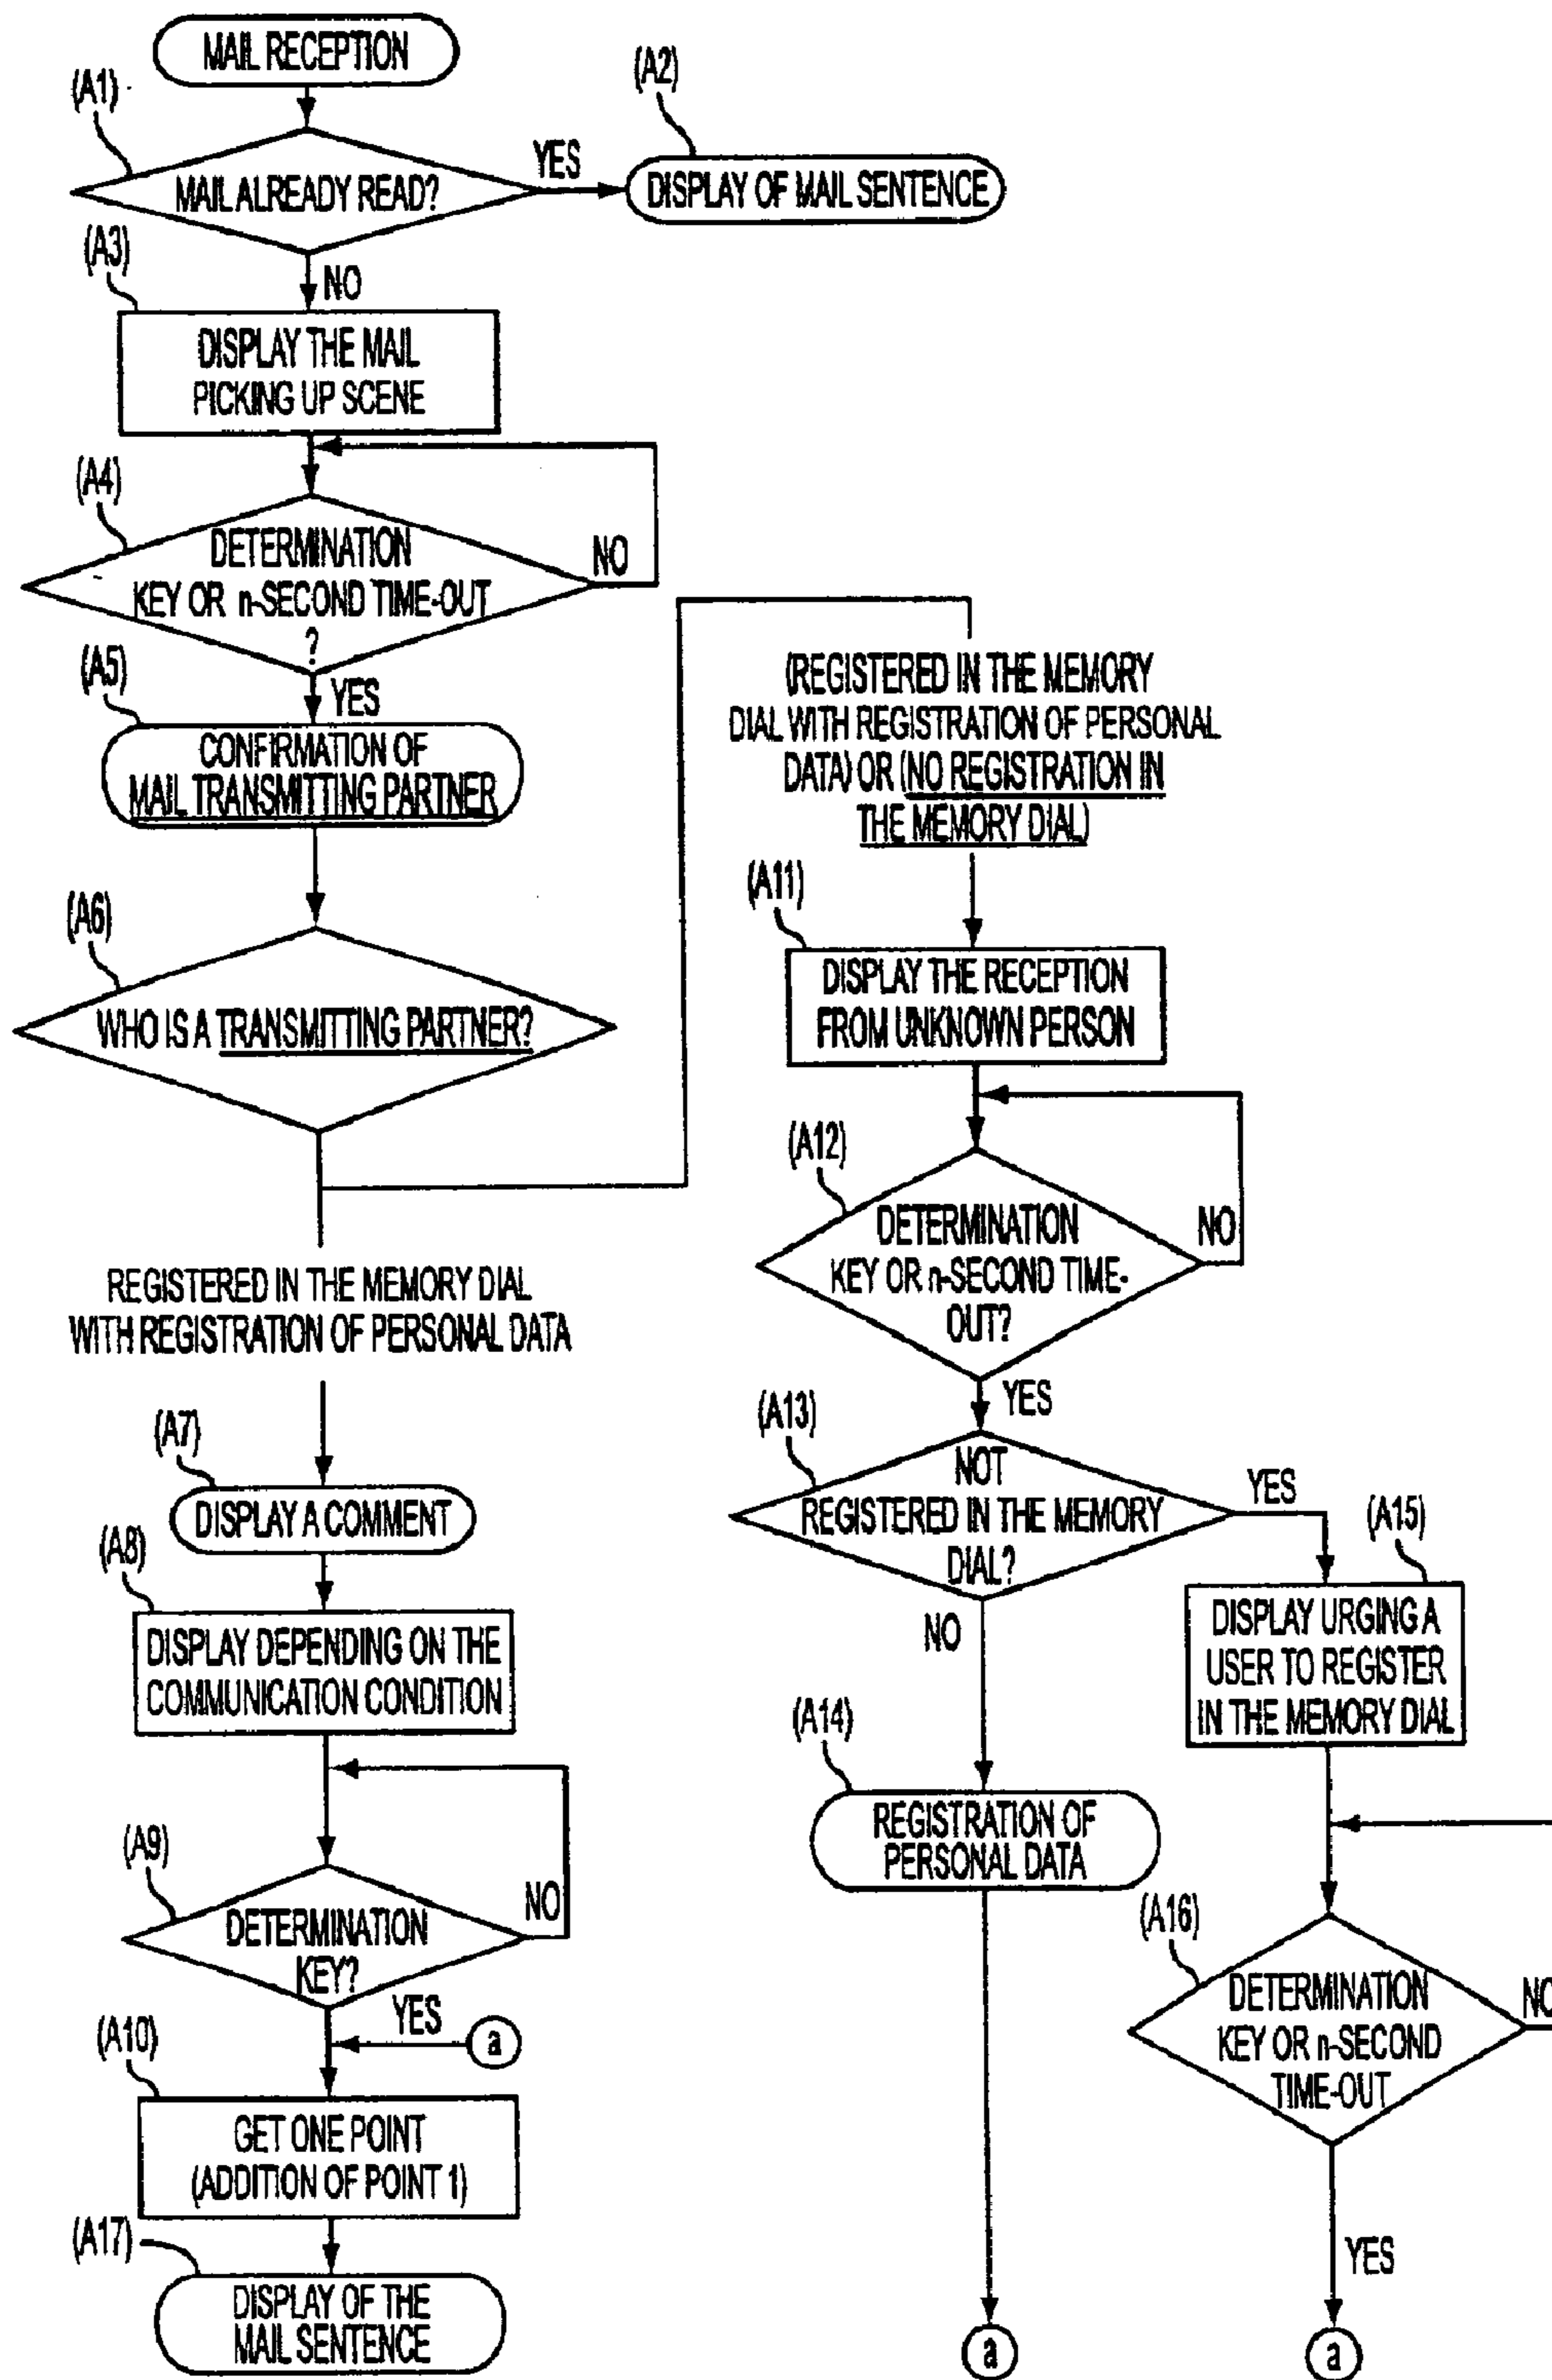 MAIL RECEPTION
(A1)
MAIL ALREADY READ?
YES
(A2)
DISPLAY OF MAIL SENTENCE
NO
(A3)
DISPLAY THE MAIL
PICKING UP SCENE
(A4)
DETERMINATION
KEY OR n-SECOND TIME-OUT
?
NO
YES
(A5)
CONFIRMATION OF
MAIL TRANSMITTING PARTNER
(A6)
WHO IS A TRANSMITTING PARTNER?
REGISTERED IN THE MEMORY DIAL
WITH REGISTRATION OF PERSONAL DATA
(A7)
DISPLAY A COMMENT
(A8)
DISPLAY DEPENDING ON THE
COMMUNICATION CONDITION
(A9)
DETERMINATION
KEY?
NO
YES
a
(A10)
GET ONE POINT
(ADDITION OF POINT 1)
(A17)
DISPLAY OF THE
MAIL SENTENCE
(REGISTERED IN THE MEMORY
DIAL WITH REGISTRATION OF PERSONAL
DATA) OR (NO REGISTRATION IN
THE MEMORY DIAL)
(A11)
DISPLAY THE RECEPTION
FROM UNKNOWN PERSON
(A12)
DETERMINATION
KEY OR n-SECOND TIME-
OUT?
NO
YES
(A13)
NOT
REGISTERED IN THE MEMORY
DIAL?
YES
NO
(A14)
REGISTRATION OF
PERSONAL DATA
a
(A15)
DISPLAY URGING A
USER TO REGISTER
IN THE MEMORY DIAL
(A16)
DETERMINATION
KEY OR n-SECOND
TIME-OUT
NO
YES
a